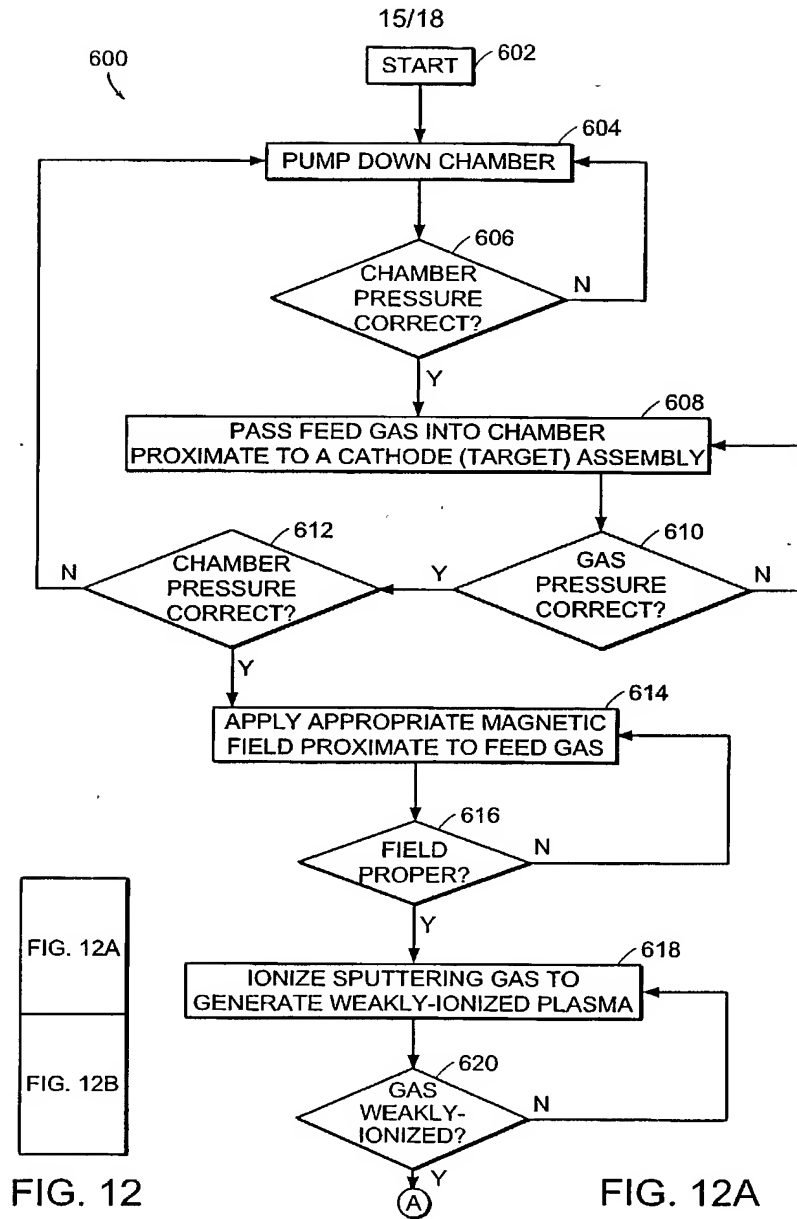 15/18
600
START
602
PUMP DOWN CHAMBER
604
606
CHAMBER
PRESSURE
CORRECT?
N
Y
608
PASS FEED GAS INTO CHAMBER
PROXIMATE TO A CATHODE (TARGET) ASSEMBLY
612
CHAMBER
PRESSURE
CORRECT?
N
Y
610
GAS
PRESSURE
CORRECT?
N
Y
614
APPLY APPROPRIATE MAGNETIC
FIELD PROXIMATE TO FEED GAS
616
FIELD
PROPER?
N
Y
618
IONIZE SPUTTERING GAS TO
GENERATE WEAKLY-IONIZED PLASMA
620
GAS
WEAKLY-
IONIZED?
N
Y
A
FIG. 12A
FIG. 12B
FIG. 12
FIG. 12A